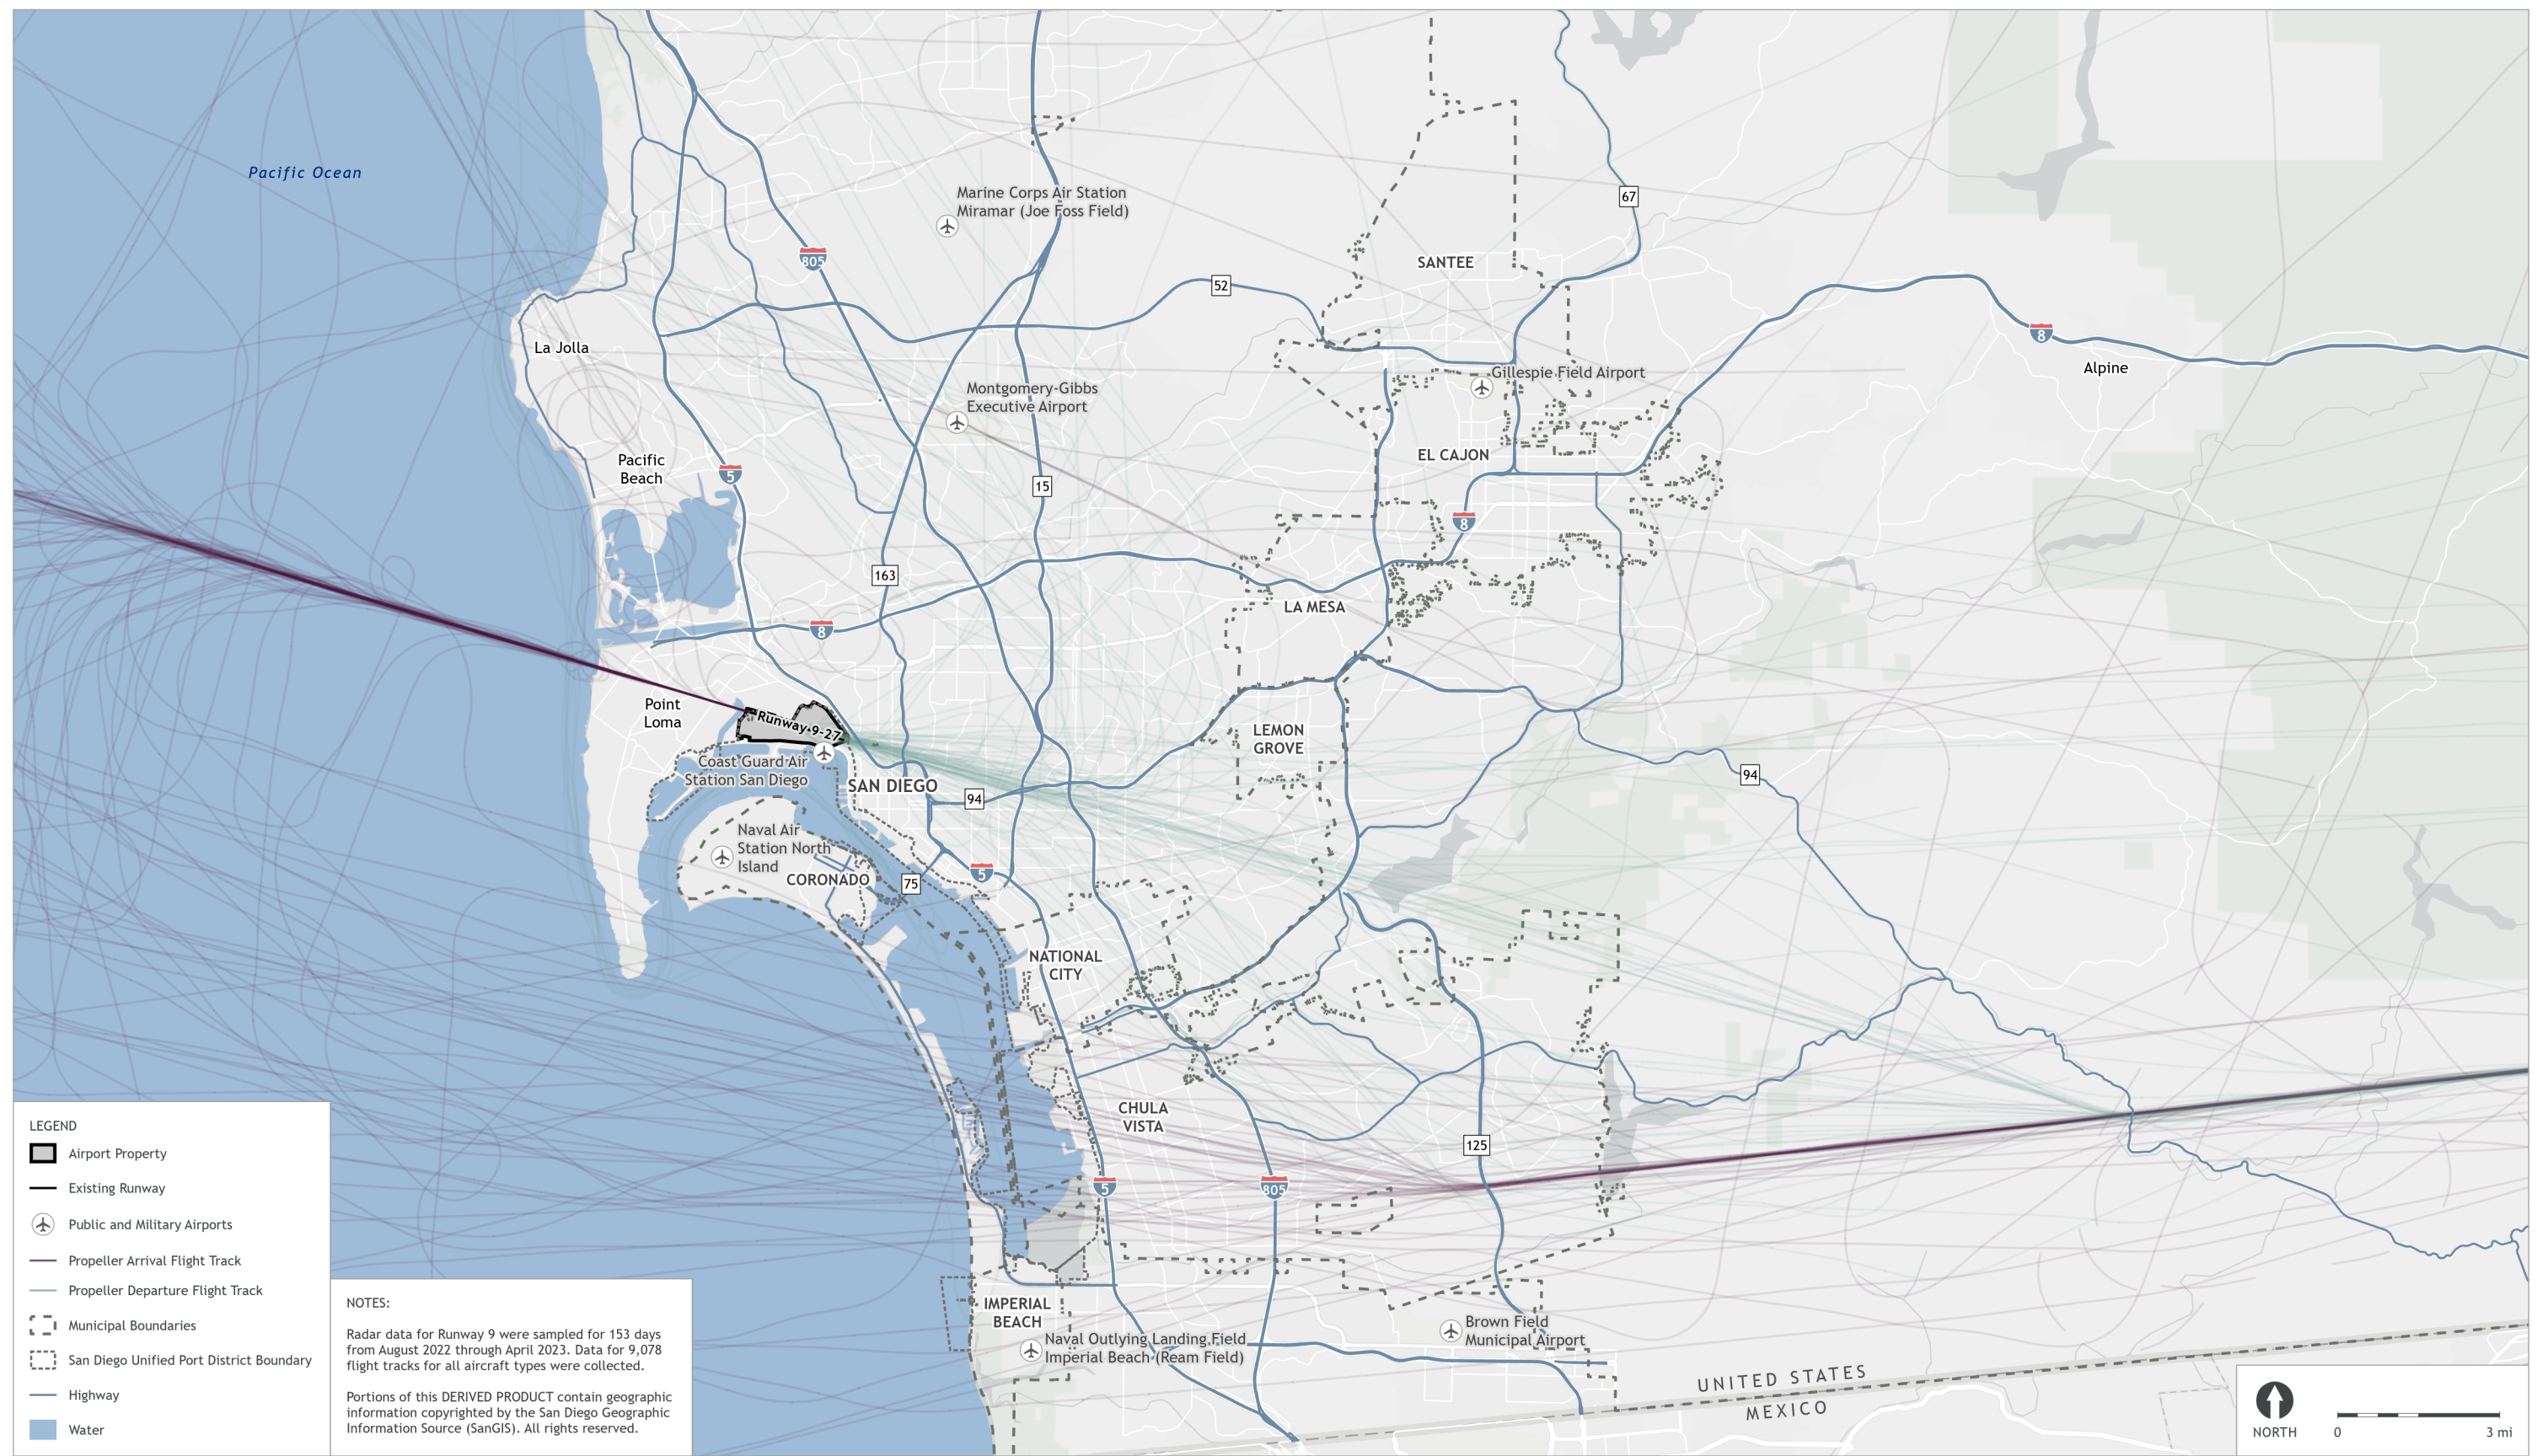 Pacific Ocean
Marine Corps Air Station
Miramar (Joe Foss Field)
67
805
SANTEE
52
8
La Jolla
Alpine
Gillespie Field Airport
Montgomery-Gibbs
Executive Airport
EL CAJON
Pacific
Beach
5
15
8
163
LA MESA
8
Point
Loma
Runway 9-27
LEMON
GROVE
Coast Guard Air
Station San Diego
SAN DIEGO
94
94
Naval Air
Station North
Island
CORONADO
75
5
NATIONAL
CITY
CHULA
VISTA
125
5
805
IMPERIAL
BEACH
Naval Outlying Landing Field
Imperial Beach (Ream Field)
Brown Field
Municipal Airport
UNITED STATES
MEXICO
LEGEND
Airport Property
Existing Runway
Public and Military Airports
Propeller Arrival Flight Track
Propeller Departure Flight Track
Municipal Boundaries
San Diego Unified Port District Boundary
Highway
Water
NOTES:
Radar data for Runway 9 were sampled for 153 days
from August 2022 through April 2023. Data for 9,078
flight tracks for all aircraft types were collected.
Portions of this DERIVED PRODUCT contain geographic
information copyrighted by the San Diego Geographic
Information Source (SanGIS). All rights reserved.
NORTH
0 3 mi